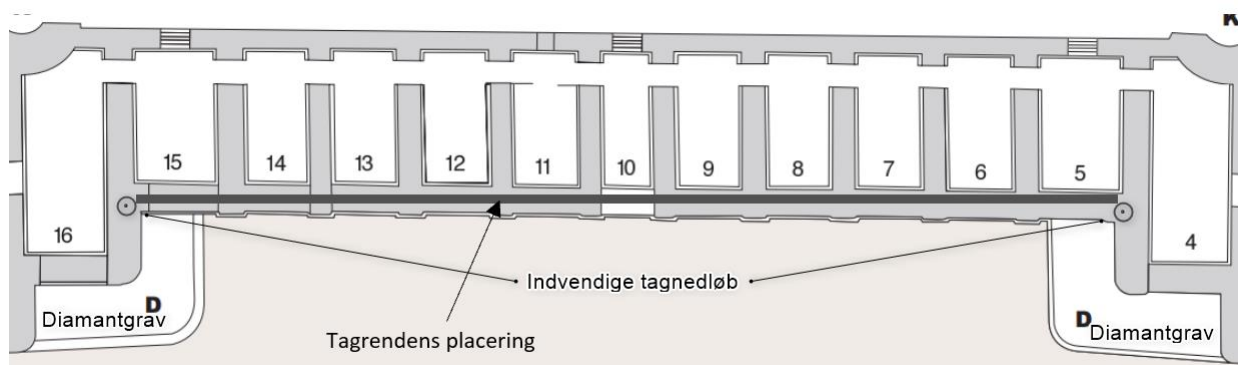 K
15
14
13
12
11
10
9
8
7
6
5
16
4
Indvendige tagnedløb
D
Diamantgrav
D
Diamantgrav
Tagrendens placering